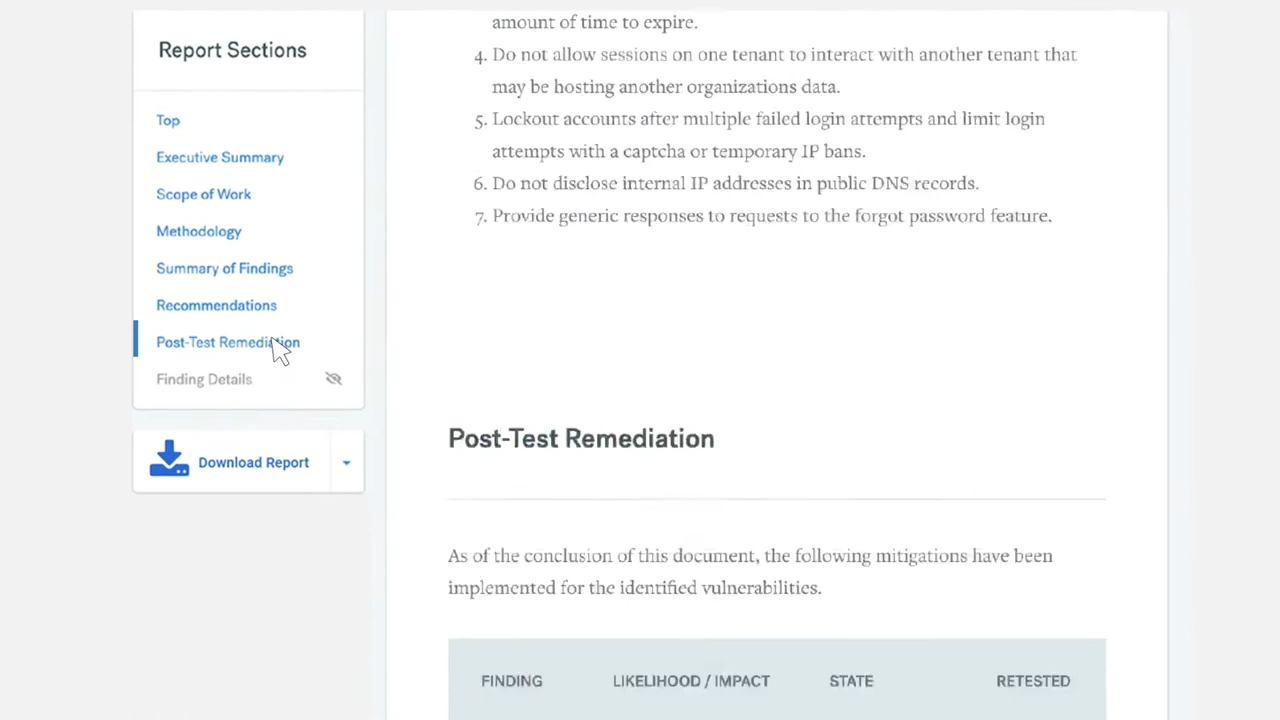 Report Sections
Top
Executive Summary
Scope of Work
Methodology
Summary of Findings
Recommendations
Post-Test Remediation
Finding Details
Download Report
amount of time to expire.
4. Do not allow sessions on one tenant to interact with another tenant that
may be hosting another organizations data.
5. Lockout accounts after multiple failed login attempts and limit login
attempts with a captcha or temporary IP bans.
6. Do not disclose internal IP addresses in public DNS records.
7. Provide generic responses to requests to the forgot password feature.
Post-Test Remediation
As of the conclusion of this document, the following mitigations have been
implemented for the identified vulnerabilities.
FINDING LIKELIHOOD / IMPACT STATE RETESTED